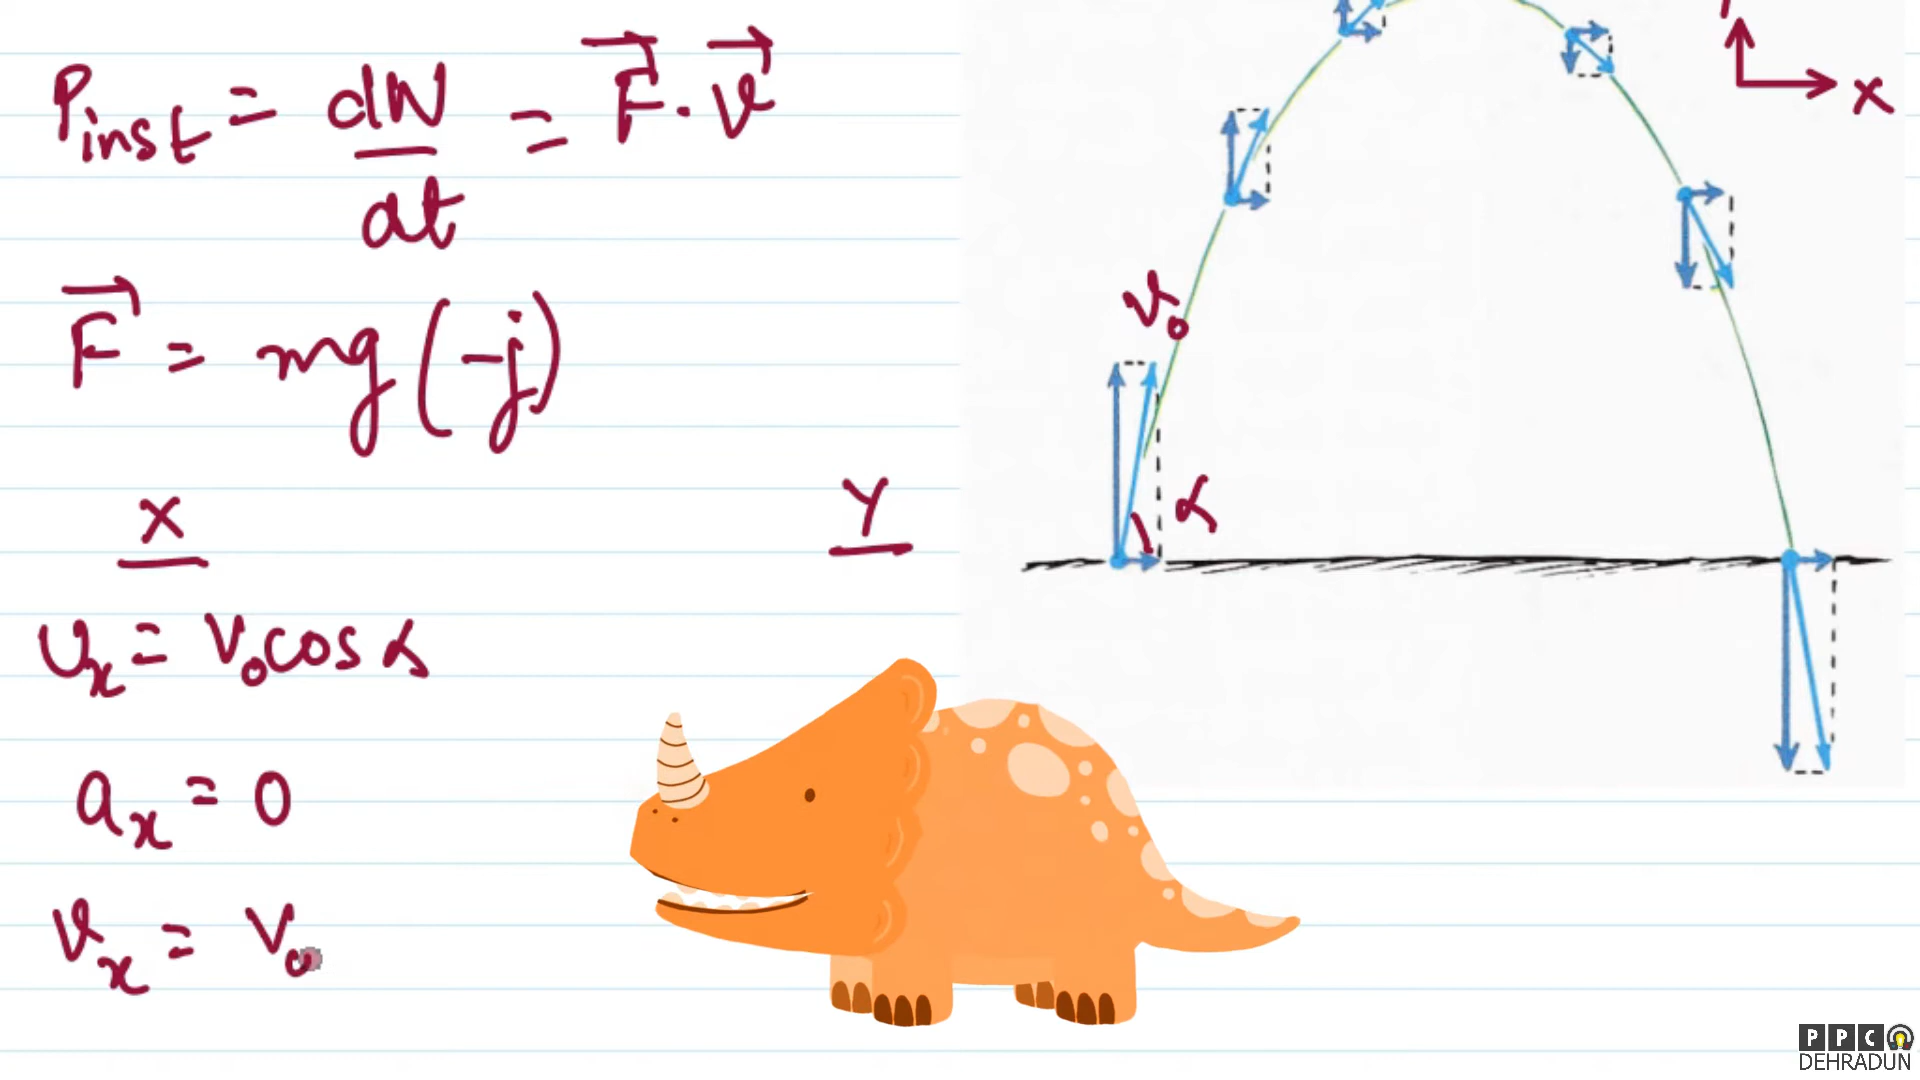 P_inst = dW/dt = F⃗ · v⃗
F⃗ = mg(-j)
X
Y
U_x = V₀cos α
a_x = 0
v_x = V₀
v₀
α
x
PPC
DEHRADUN